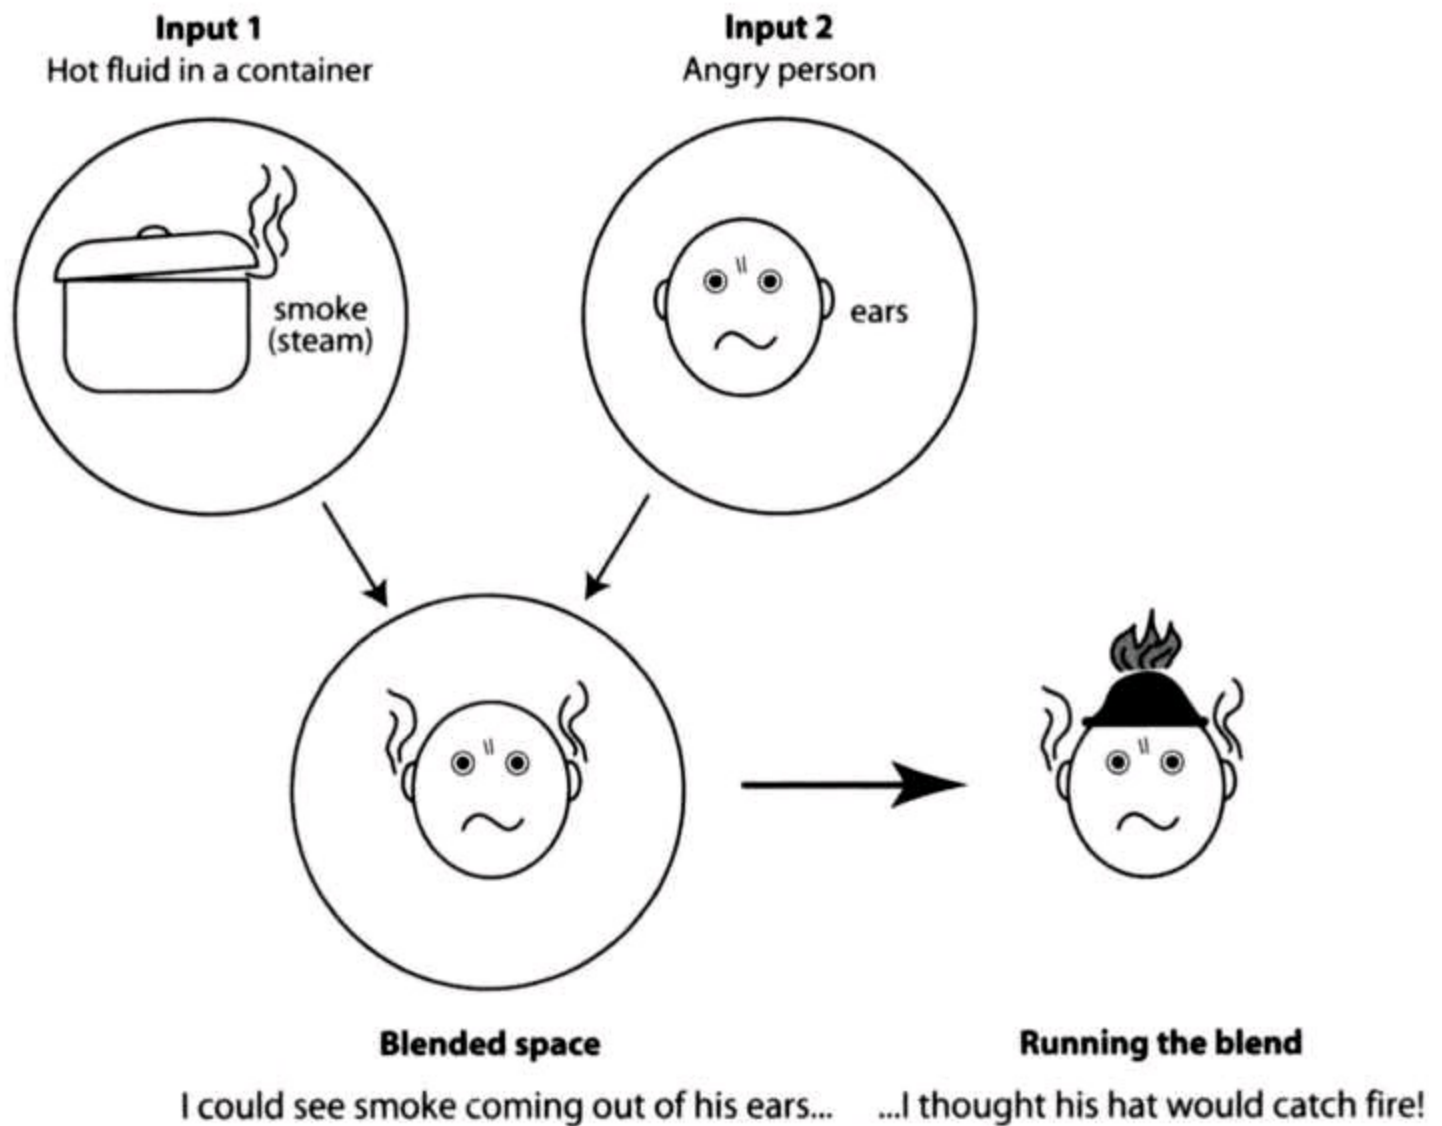 Input 1
Hot fluid in a container
Input 2
Angry person
smoke
(steam)
ears
Blended space
I could see smoke coming out of his ears...
Running the blend
...I thought his hat would catch fire!